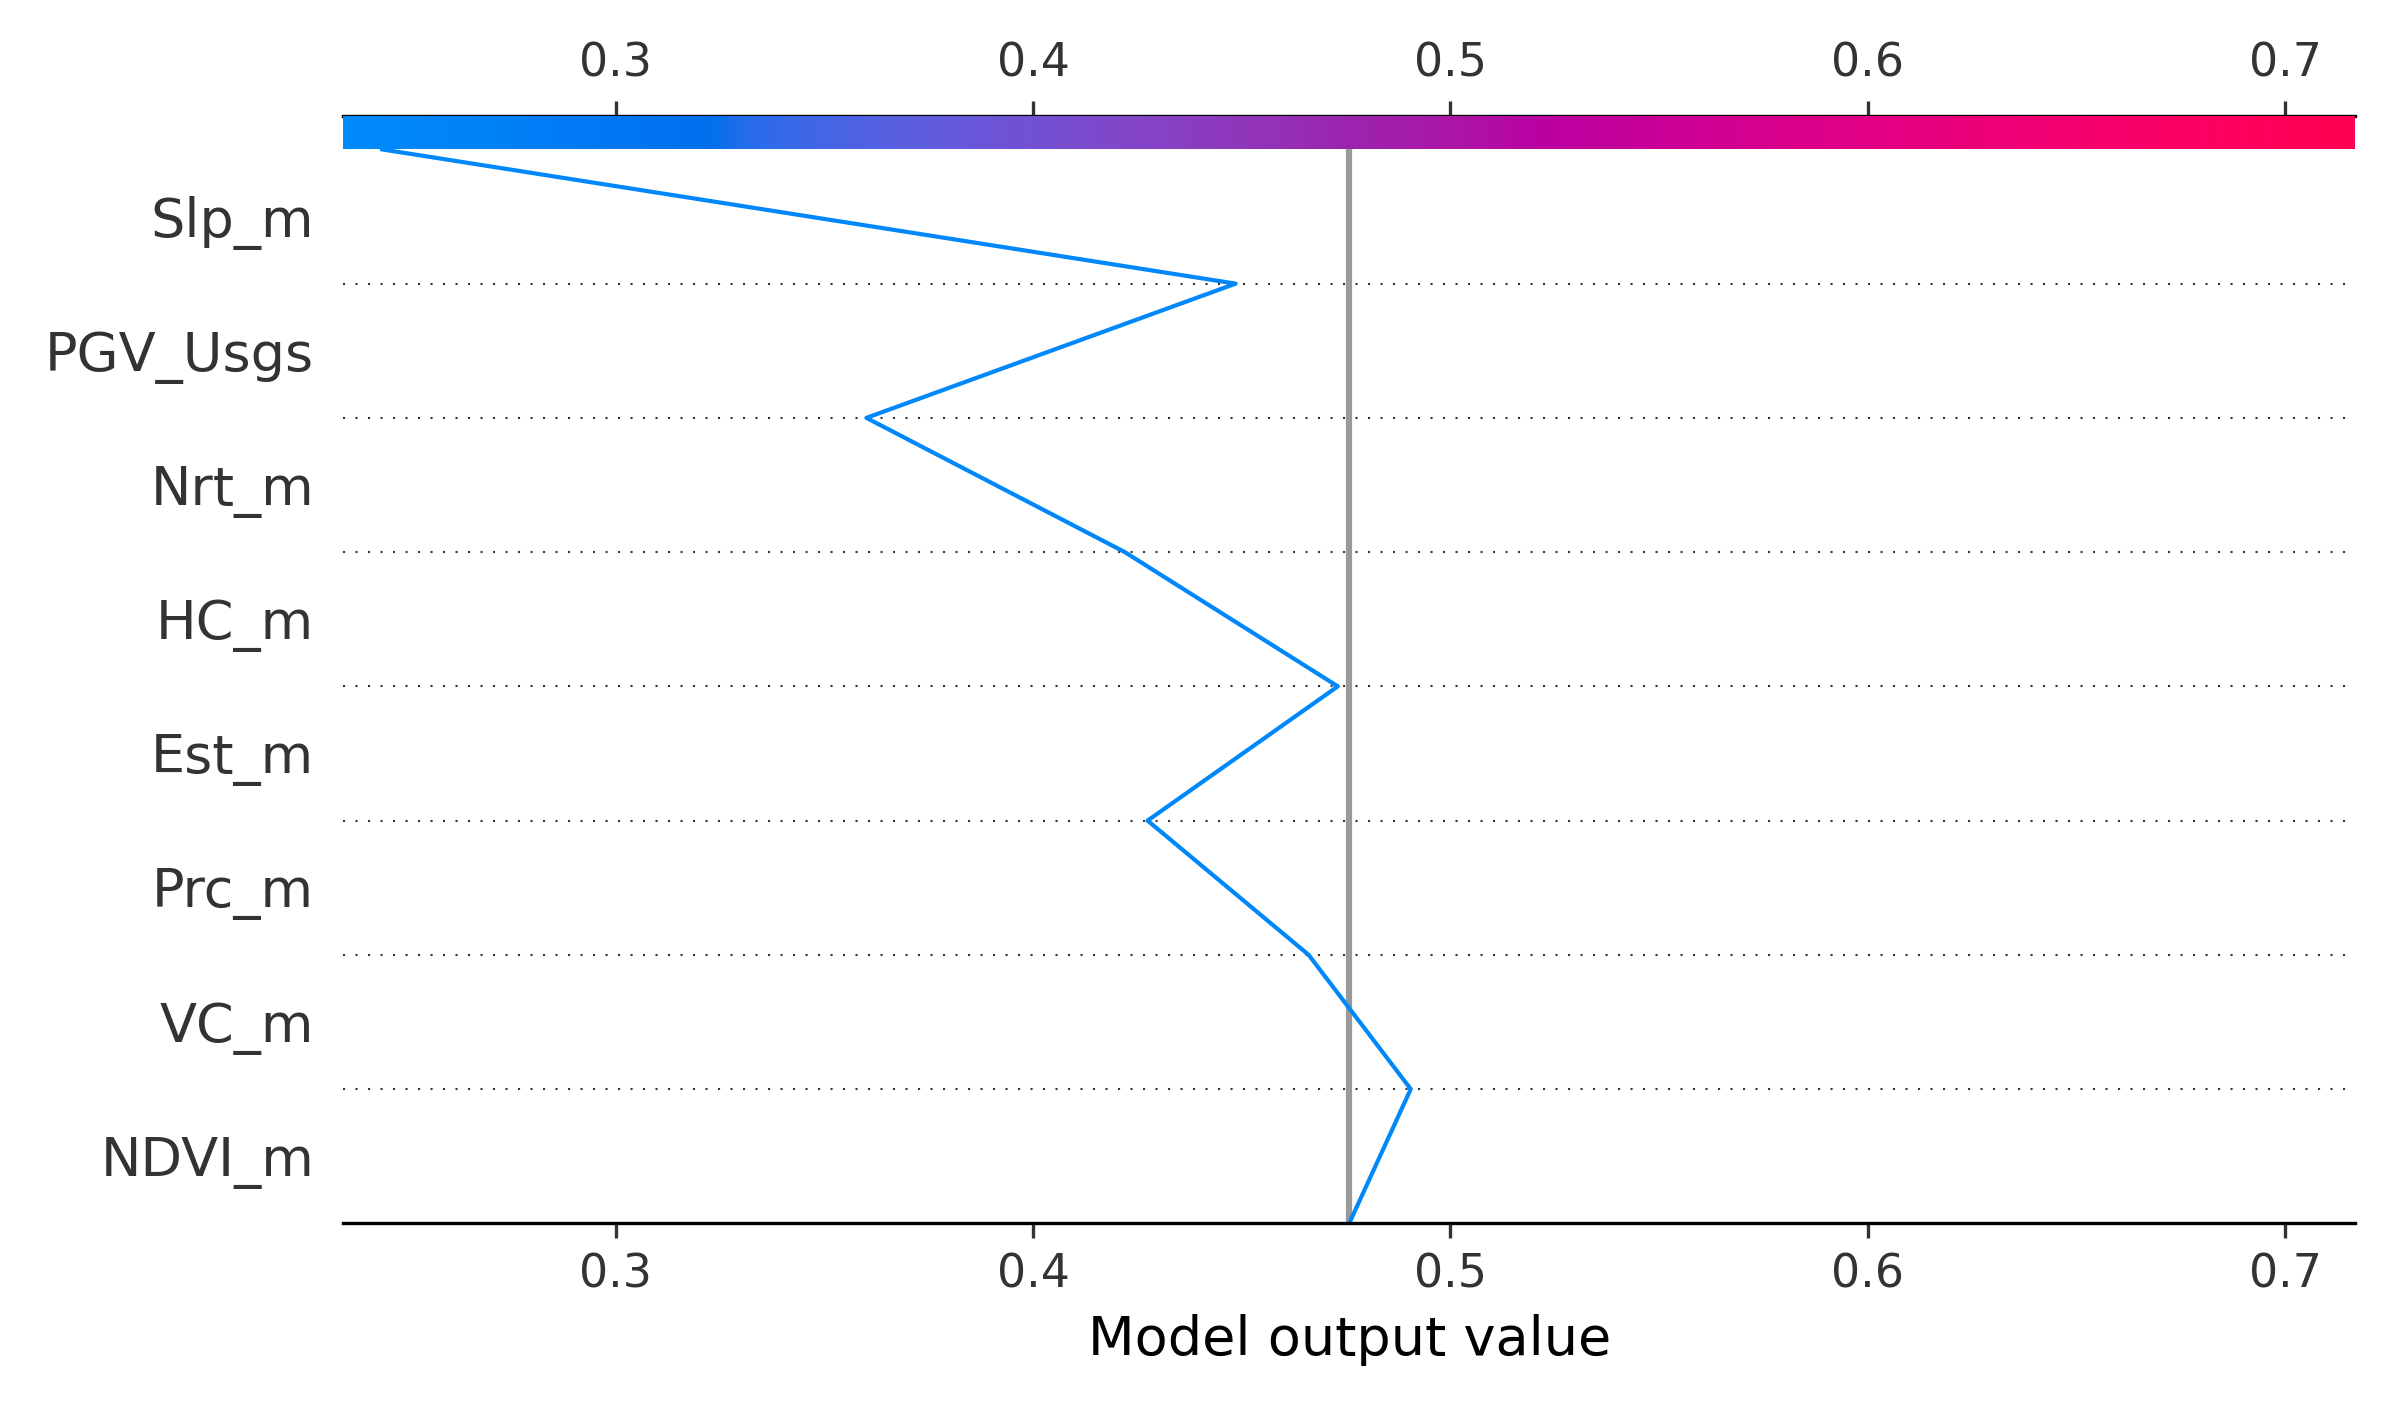 0.3 0.4 0.5 0.6 0.7
Slp_m
PGV_Usgs
Nrt_m
HC_m
Est_m
Prc_m
VC_m
NDVI_m
0.3 0.4 0.5 0.6 0.7
Model output value